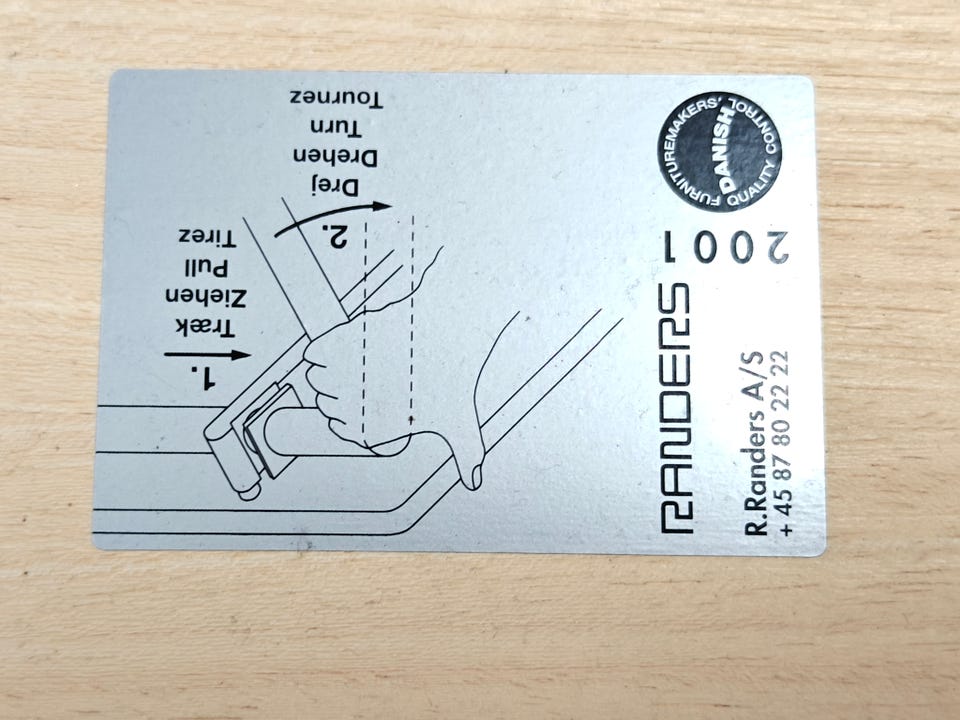 1.
Træk
Ziehen
Pull
Tirez
2.
Drej
Drehen
Turn
Tournez
RANDERS
R.Randers A/S
+ 45 87 80 22 22
2001
DANISH
FURNITUREMAKERS'
QUALITY CONTROL